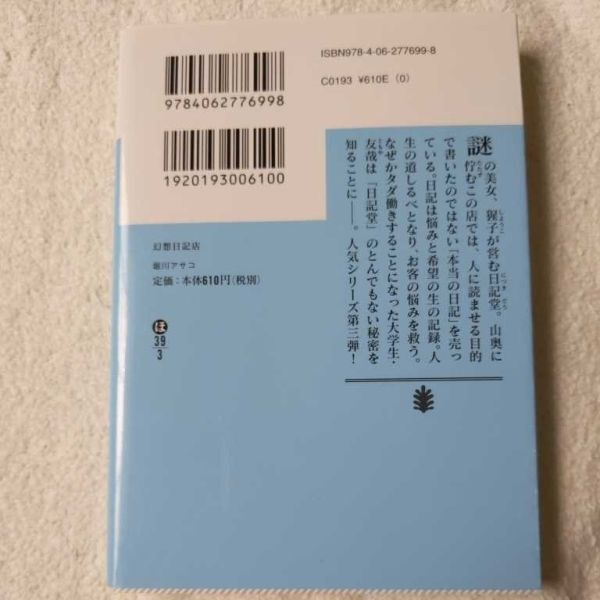 ISBN978-4-06-277699-8
C0193 ¥610E (0)
9784062776998
1920193006100
謎の美女、猩子が営む日記堂。山奥に
佇むこの店では、人に読ませる目的
で書いたのではない「本当の日記」を売っ
ている。日記は悩みと希望の生の記録。人
生の道しるべとなり、お客の悩みを救う。
なぜかタダ働きすることになった大学生・
友哉は『日記堂』のとんでもない秘密を
知ることに――。人気シリーズ第三弾!
幻想日記店
堀川アサコ
定価:本体610円(税別)
ほ
39
3